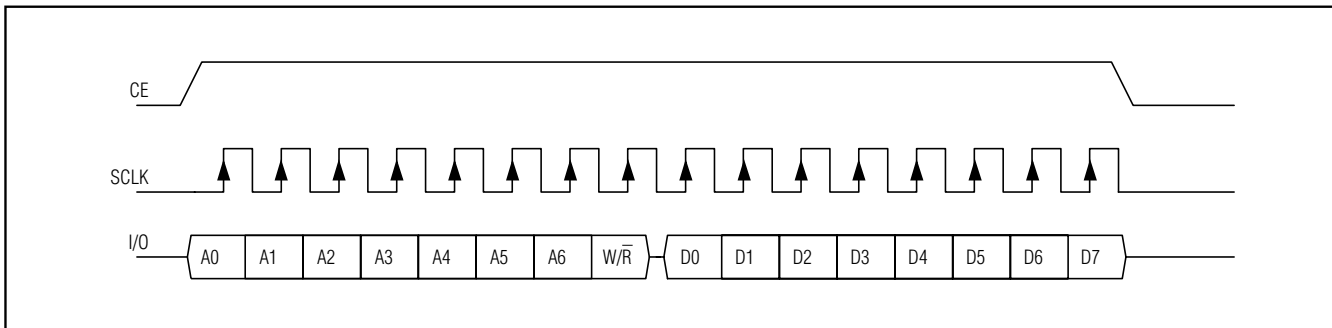 CE
SCLK
I/O
A0 A1 A2 A3 A4 A5 A6 W/R̅ D0 D1 D2 D3 D4 D5 D6 D7